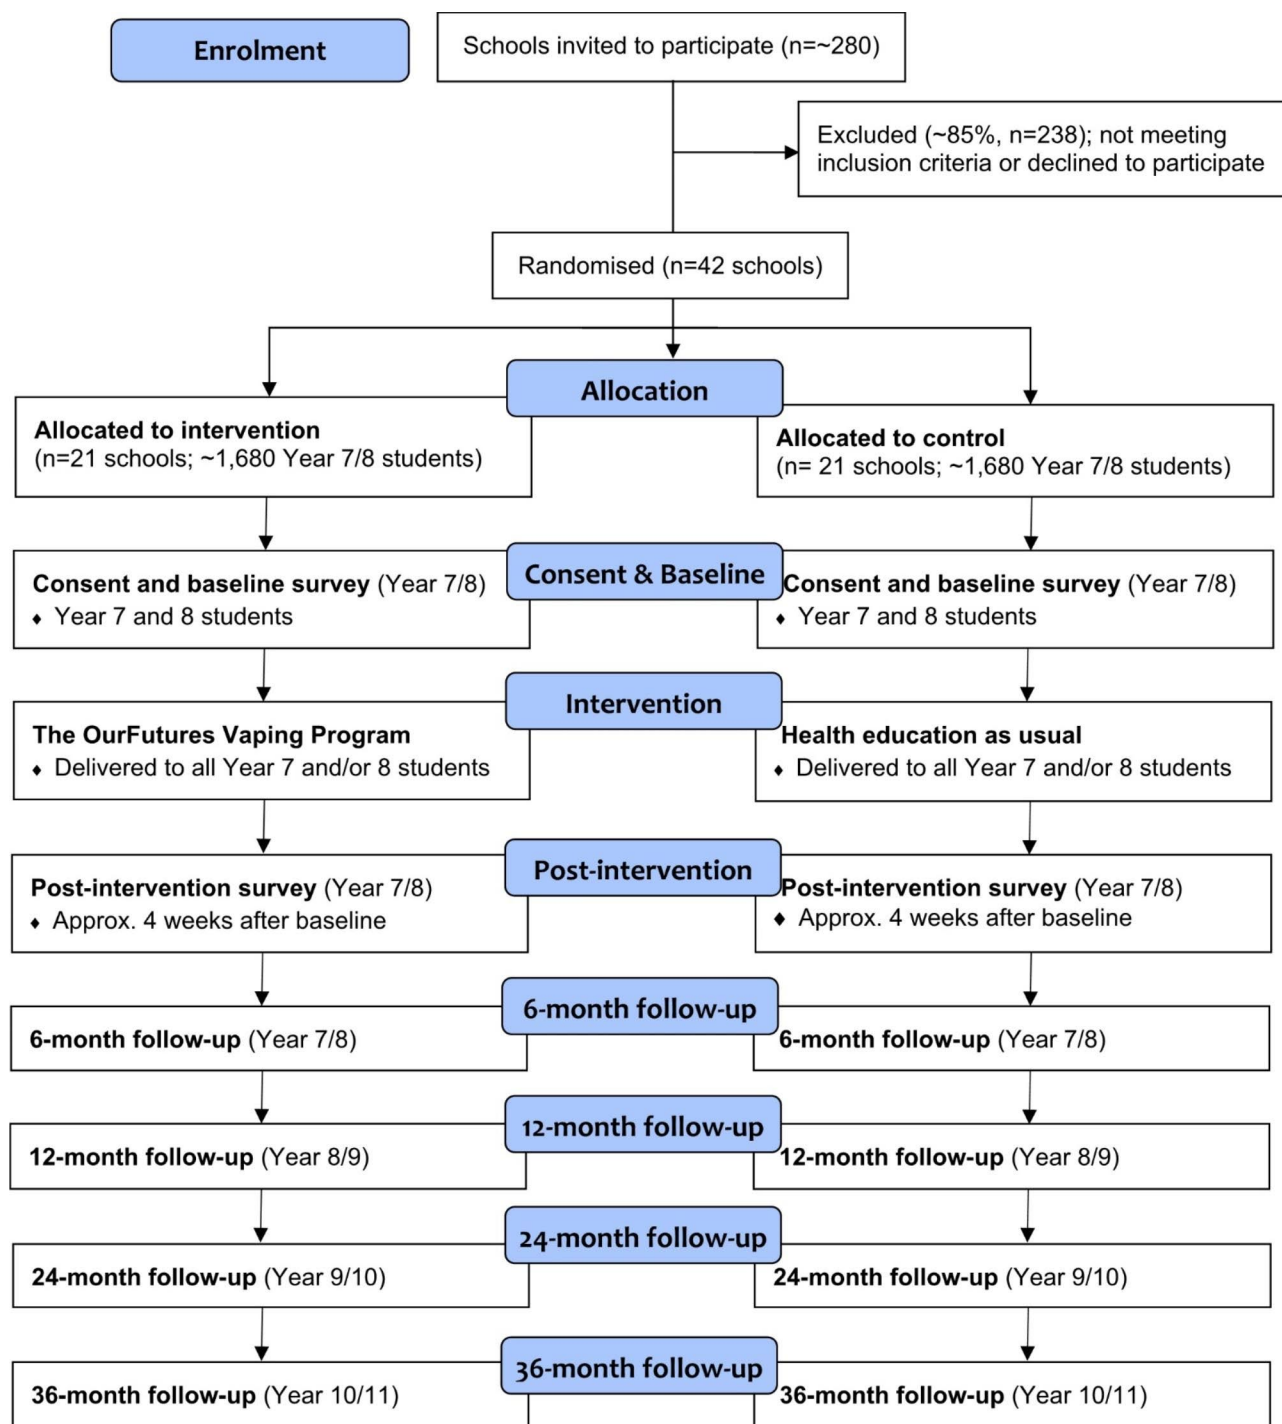 Enrolment
Schools invited to participate (n=~280)
Excluded (~85%, n=238); not meeting
inclusion criteria or declined to participate
Randomised (n=42 schools)
Allocation
Allocated to intervention
(n=21 schools; ~1,680 Year 7/8 students)
Allocated to control
(n= 21 schools; ~1,680 Year 7/8 students)
Consent & Baseline
Consent and baseline survey (Year 7/8)
♦ Year 7 and 8 students
Consent and baseline survey (Year 7/8)
♦ Year 7 and 8 students
Intervention
The OurFutures Vaping Program
♦ Delivered to all Year 7 and/or 8 students
Health education as usual
♦ Delivered to all Year 7 and/or 8 students
Post-intervention
Post-intervention survey (Year 7/8)
♦ Approx. 4 weeks after baseline
Post-intervention survey (Year 7/8)
♦ Approx. 4 weeks after baseline
6-month follow-up
6-month follow-up (Year 7/8)
6-month follow-up (Year 7/8)
12-month follow-up
12-month follow-up (Year 8/9)
12-month follow-up (Year 8/9)
24-month follow-up
24-month follow-up (Year 9/10)
24-month follow-up (Year 9/10)
36-month follow-up
36-month follow-up (Year 10/11)
36-month follow-up (Year 10/11)